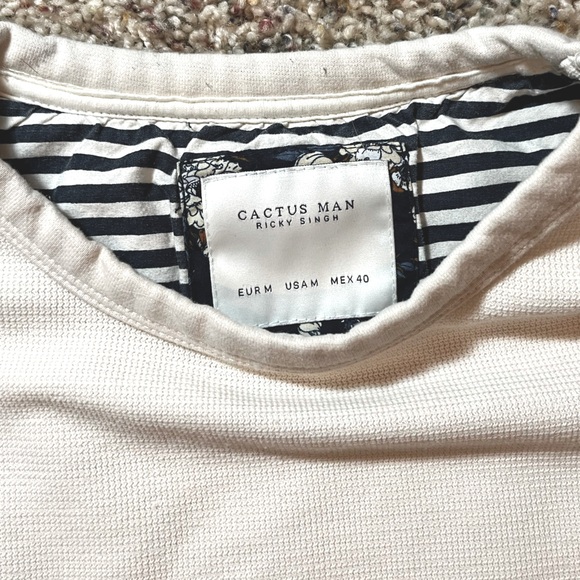 CACTUS MAN
RICKY SINGH
EUR M USA M MEX 40